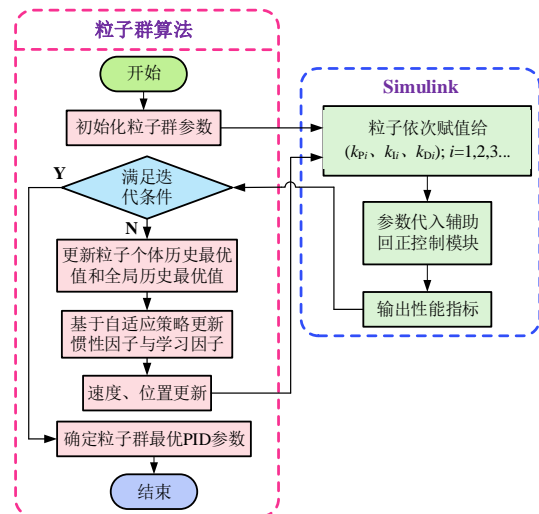 粒子群算法
开始
初始化粒子群参数
Y
满足迭
代条件
N
更新粒子个体历史最优
值和全局历史最优值
基于自适应策略更新
惯性因子与学习因子
速度、位置更新
确定粒子群最优PID参数
结束
Simulink
粒子依次赋值给
(kPi、kIi、kDi); i=1,2,3...
参数代入辅助
回正控制模块
输出性能指标